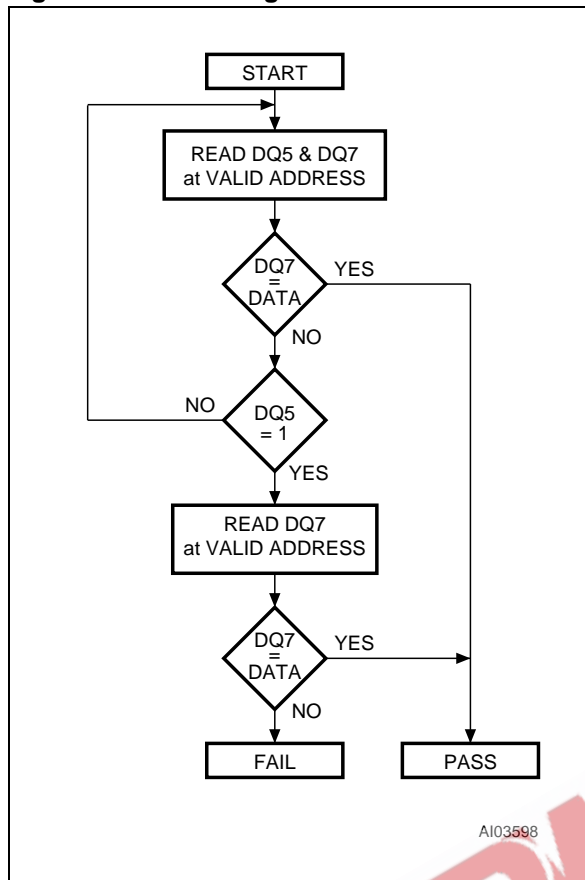 START
READ DQ5 & DQ7
at VALID ADDRESS
DQ7
=
DATA
YES
NO
DQ5
= 1
NO
YES
READ DQ7
at VALID ADDRESS
DQ7
=
DATA
YES
NO
FAIL
PASS
AI03598